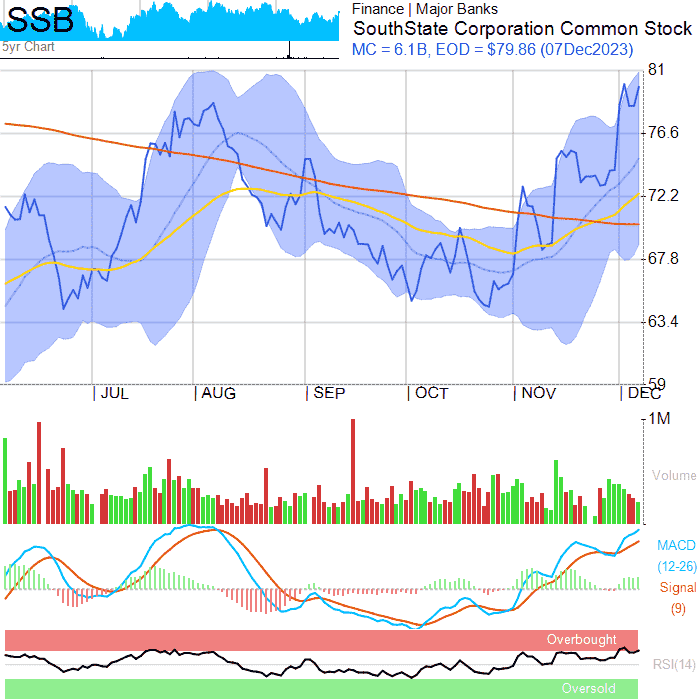 SSB
5yr Chart
Finance | Major Banks
SouthState Corporation Common Stock
MC = 6.1B, EOD = $79.86 (07Dec2023)
81
76.6
72.2
67.8
63.4
59
JUL AUG SEP OCT NOV DEC
1M
Volume
MACD
(12-26)
Signal
(9)
Overbought
RSI(14)
Oversold